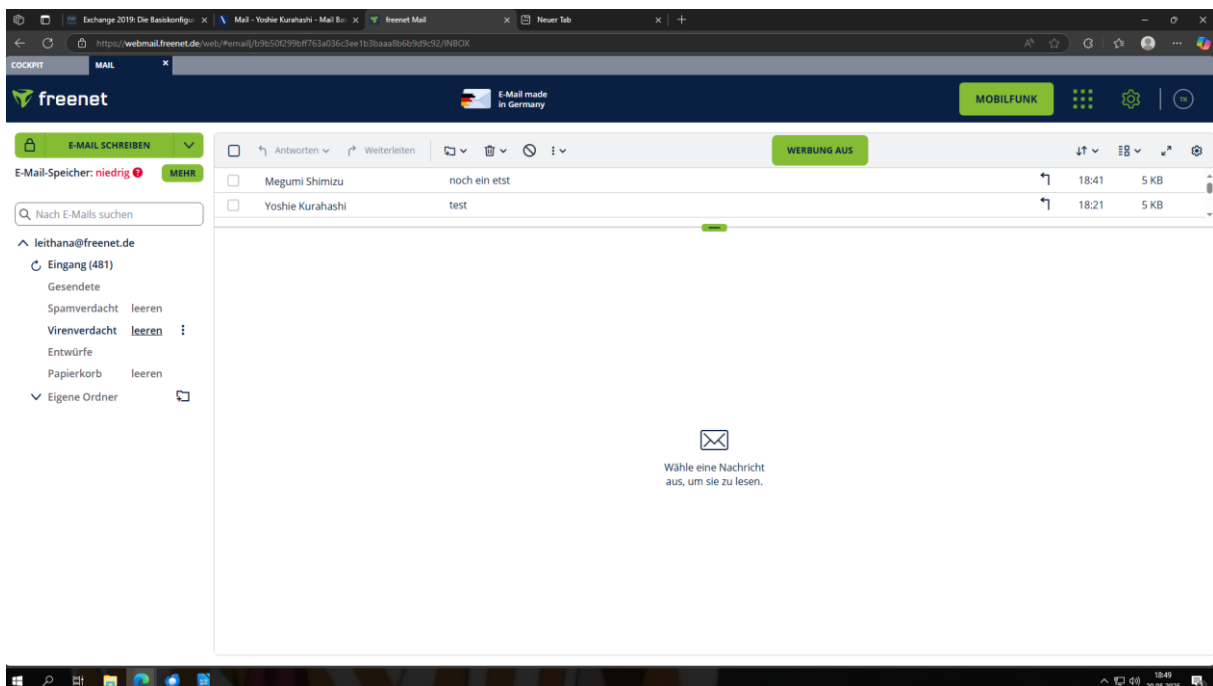 Exchange 2019: Die Basiskonfigu
Mail - Yoshie Kurahashi - Mail Be
freenet Mail
Neuer Tab
https://webmail.freenet.de/web/#email[/b9b50f299bff763a036c3ee1b3baaa8b6b9d9c92/INBOX
COCKPIT MAIL
freenet
E-Mail made
in Germany
MOBILFUNK
TK
E-MAIL SCHREIBEN
Antworten Weiterleiten WERBUNG AUS
E-Mail-Speicher: niedrig ? MEHR
Megumi Shimizu noch ein etst 18:41 5 KB
Yoshie Kurahashi test 18:21 5 KB
Nach E-Mails suchen
leithana@freenet.de
Eingang (481)
Gesendete
Spamverdacht leeren
Virenverdacht leeren
Entwürfe
Papierkorb leeren
Eigene Ordner
Wähle eine Nachricht
aus, um sie zu lesen.
18:49